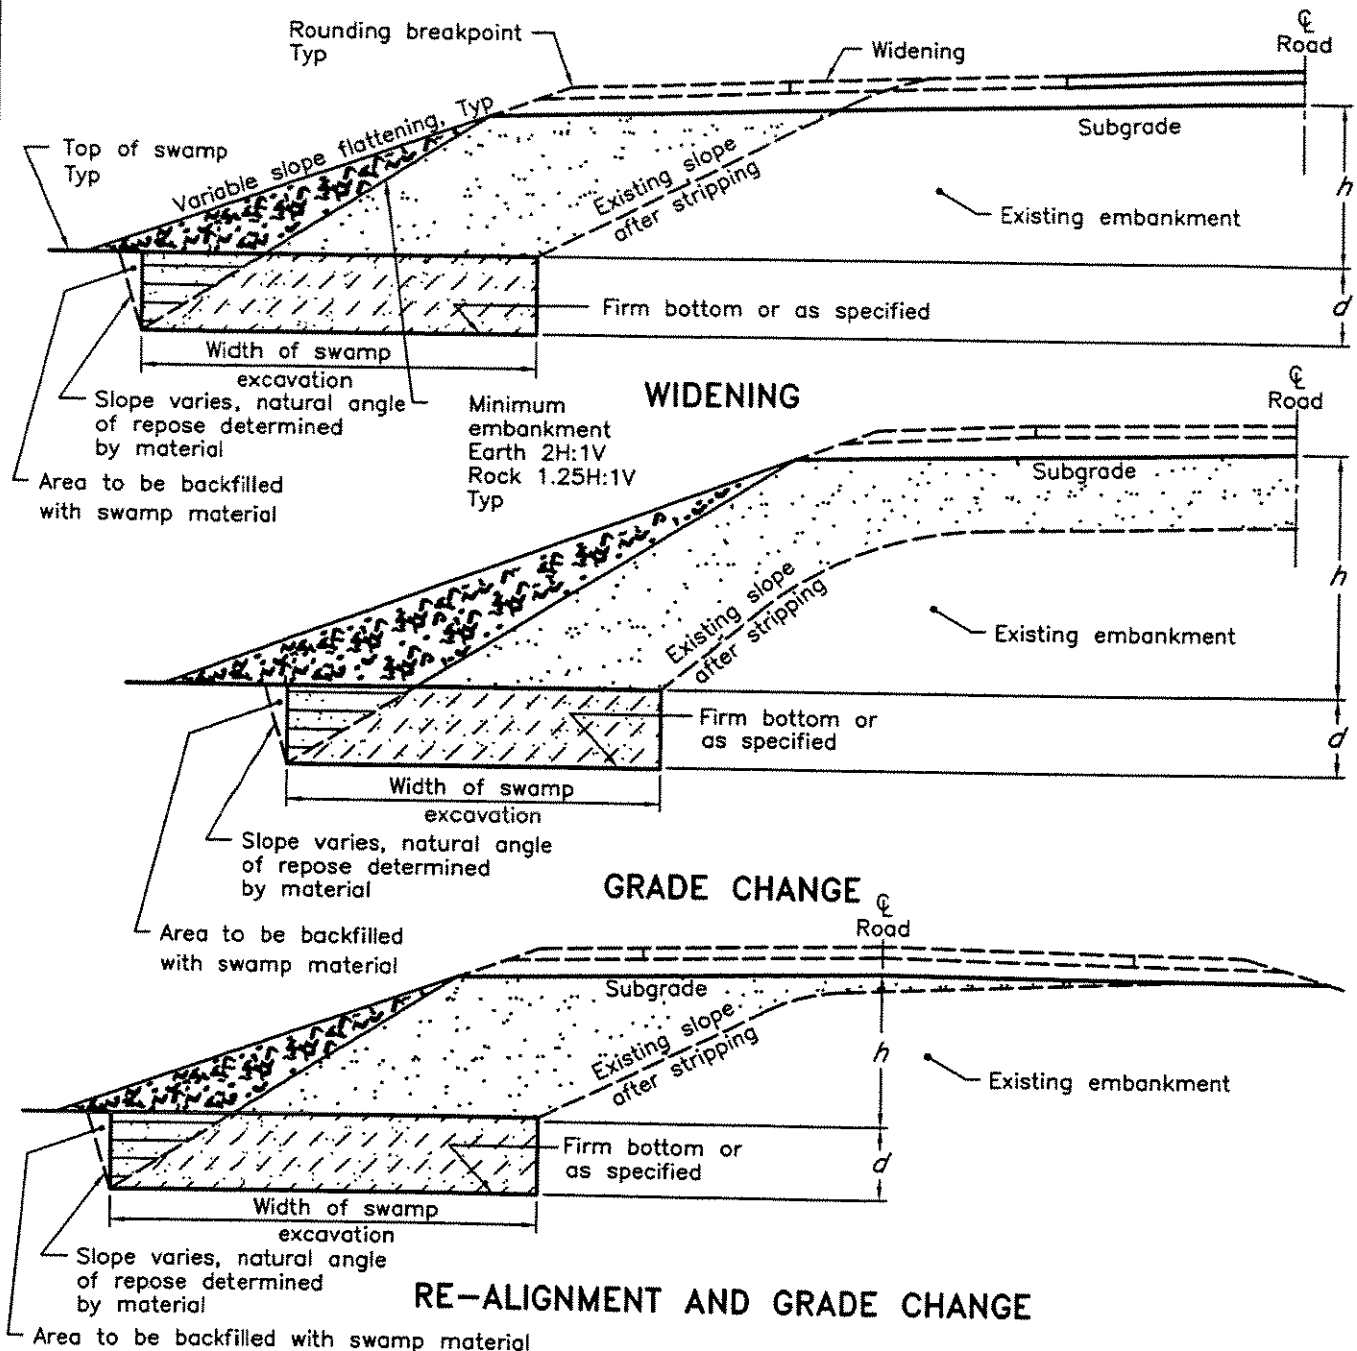 Rounding breakpoint
Typ
Widening
℄
Road
Top of swamp
Typ
Variable slope flattening, Typ
Subgrade
Existing slope
after stripping
Existing embankment
h
Firm bottom or as specified
d
Width of swamp
excavation
Slope varies, natural angle
of repose determined
by material
Area to be backfilled
with swamp material
Minimum
embankment
Earth 2H:1V
Rock 1.25H:1V
Typ
WIDENING
℄
Road
Subgrade
Existing slope
after stripping
Existing embankment
h
Firm bottom or
as specified
d
Width of swamp
excavation
Slope varies, natural angle
of repose determined
by material
Area to be backfilled
with swamp material
GRADE CHANGE
℄
Road
Subgrade
Existing slope
after stripping
h
Existing embankment
Firm bottom or
as specified
d
Width of swamp
excavation
Slope varies, natural angle
of repose determined
by material
Area to be backfilled with swamp material
RE-ALIGNMENT AND GRADE CHANGE